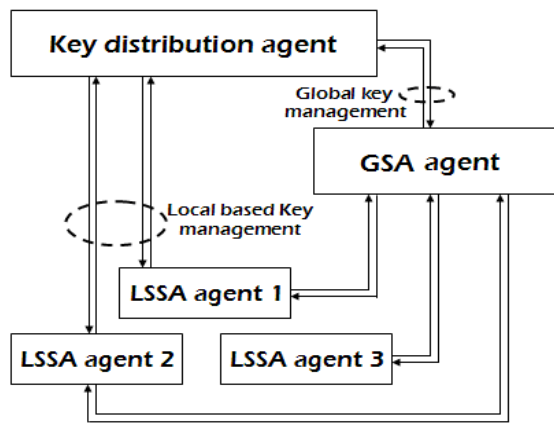 Key distribution agent
Global key
management
GSA agent
Local based Key
management
LSSA agent 1
LSSA agent 2
LSSA agent 3